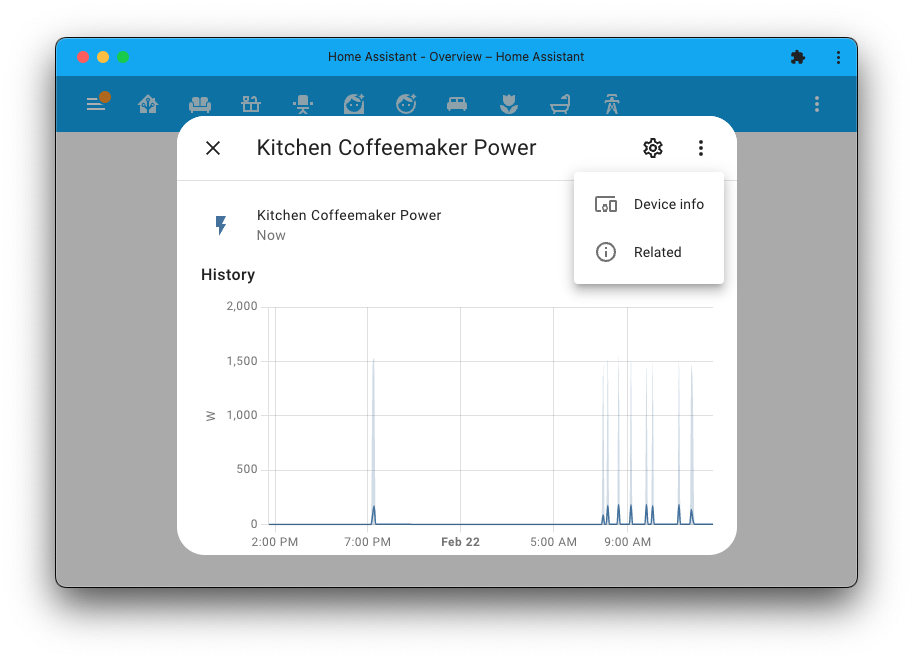 Home Assistant - Overview – Home Assistant
Kitchen Coffeemaker Power
Device info
Related
Kitchen Coffeemaker Power
Now
History
2,000
1,500
1,000
500
0
W
2:00 PM
7:00 PM
Feb 22
5:00 AM
9:00 AM